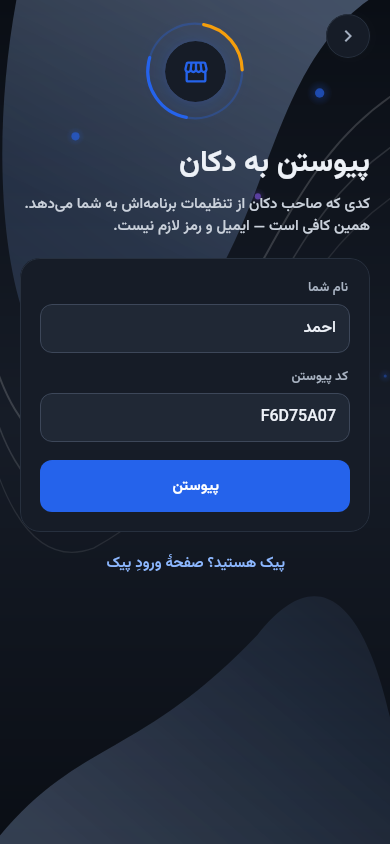 پیوستن به دکان
کدی که صاحب دکان از تنظیمات برنامه‌اش به شما می‌دهد.
همین کافی است — ایمیل و رمز لازم نیست.
نام شما
احمد
کد پیوستن
F6D75A07
پیوستن
پیک هستید؟ صفحهٔ ورودِ پیک